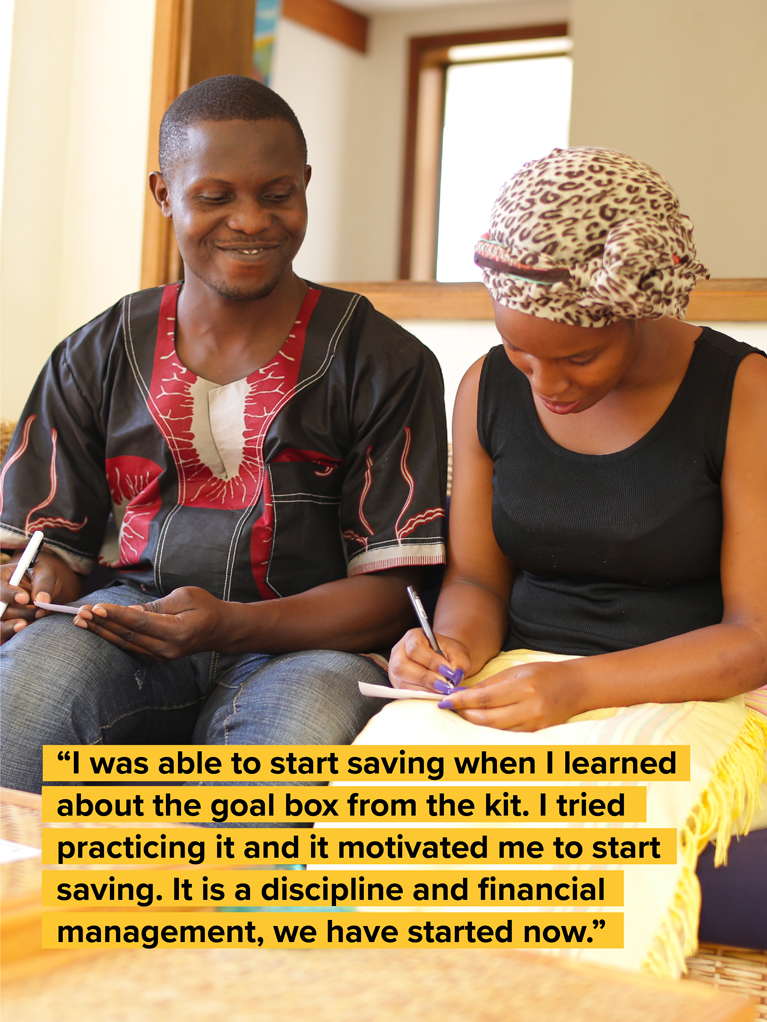 “I was able to start saving when I learned
about the goal box from the kit. I tried
practicing it and it motivated me to start
saving. It is a discipline and financial
management, we have started now.”